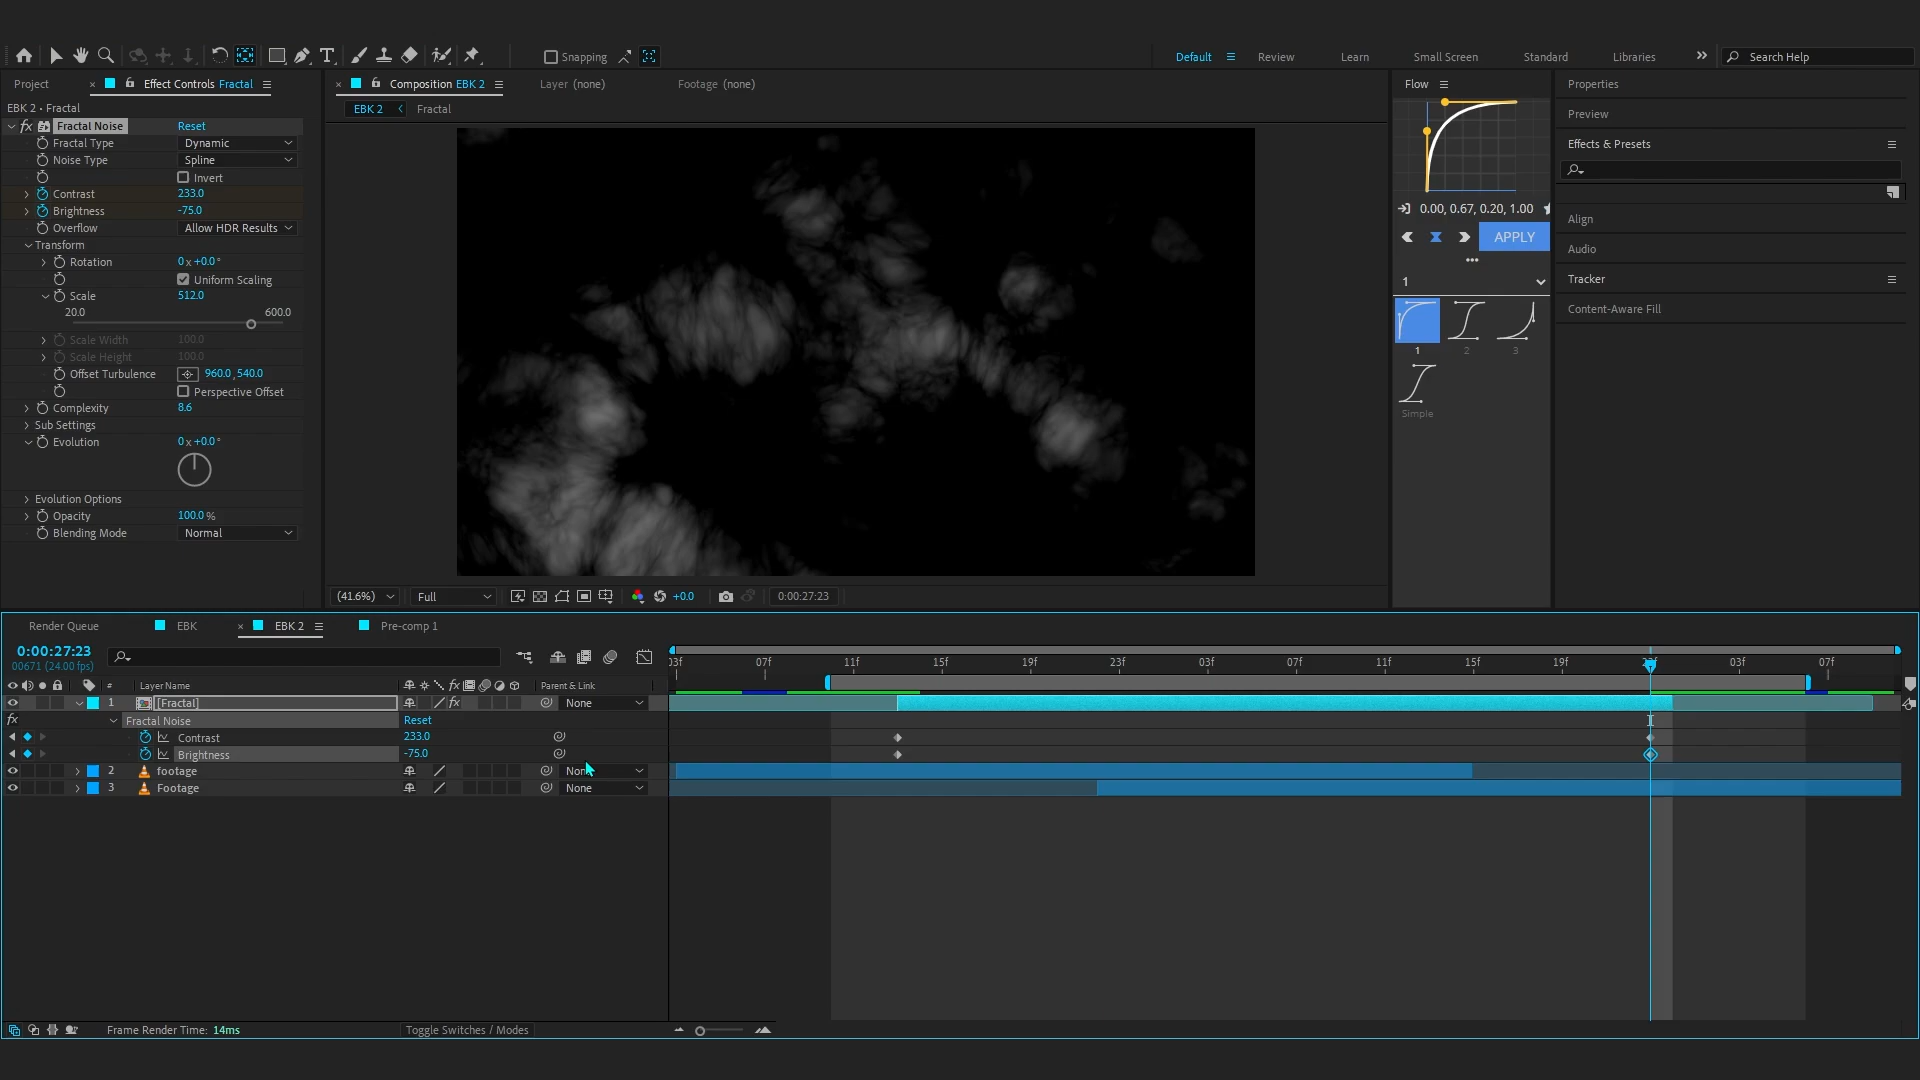 Snapping
Default
Review
Learn
Small Screen
Standard
Libraries
Search Help
Project
Effect Controls Fractal
Composition EBK 2
Layer (none)
Footage (none)
Flow
Properties
EBK 2 • Fractal
EBK 2
Fractal
Preview
Fractal Noise Reset
Fractal Type Dynamic
Noise Type Spline
Invert
Contrast 233.0
Brightness -75.0
Overflow Allow HDR Results
Transform
Rotation 0x+0.0°
Uniform Scaling
Scale 512.0
20.0 600.0
Scale Width 100.0
Scale Height 100.0
Offset Turbulence 960.0,540.0
Perspective Offset
Complexity 8.6
Sub Settings
Evolution 0x+0.0°
Evolution Options
Opacity 100.0%
Blending Mode Normal
0.00, 0.67, 0.20, 1.00
APPLY
1
1
2
3
Simple
Effects & Presets
Align
Audio
Tracker
Content-Aware Fill
(41.6%)
Full
+0.0
0:00:27:23
Render Queue
EBK
EBK 2
Pre-comp 1
0:00:27:23
00671 (24.00 fps)
03f 07f 11f 15f 19f 23f 03f 07f 11f 15f 19f 03f 07f
# Layer Name Parent & Link
1 [Fractal] None
fx Fractal Noise Reset
Contrast 233.0
Brightness -75.0
2 footage None
3 Footage None
Frame Render Time: 14ms
Toggle Switches / Modes